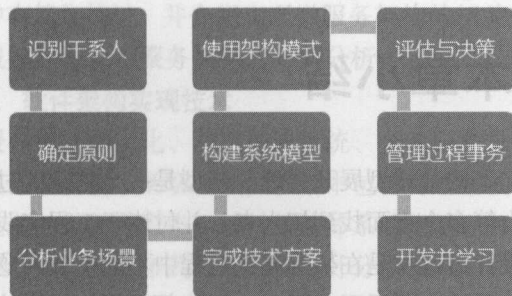 识别干系人
确定原则
分析业务场景
完成技术方案
构建系统模型
使用架构模式
评估与决策
管理过程事务
开发并学习